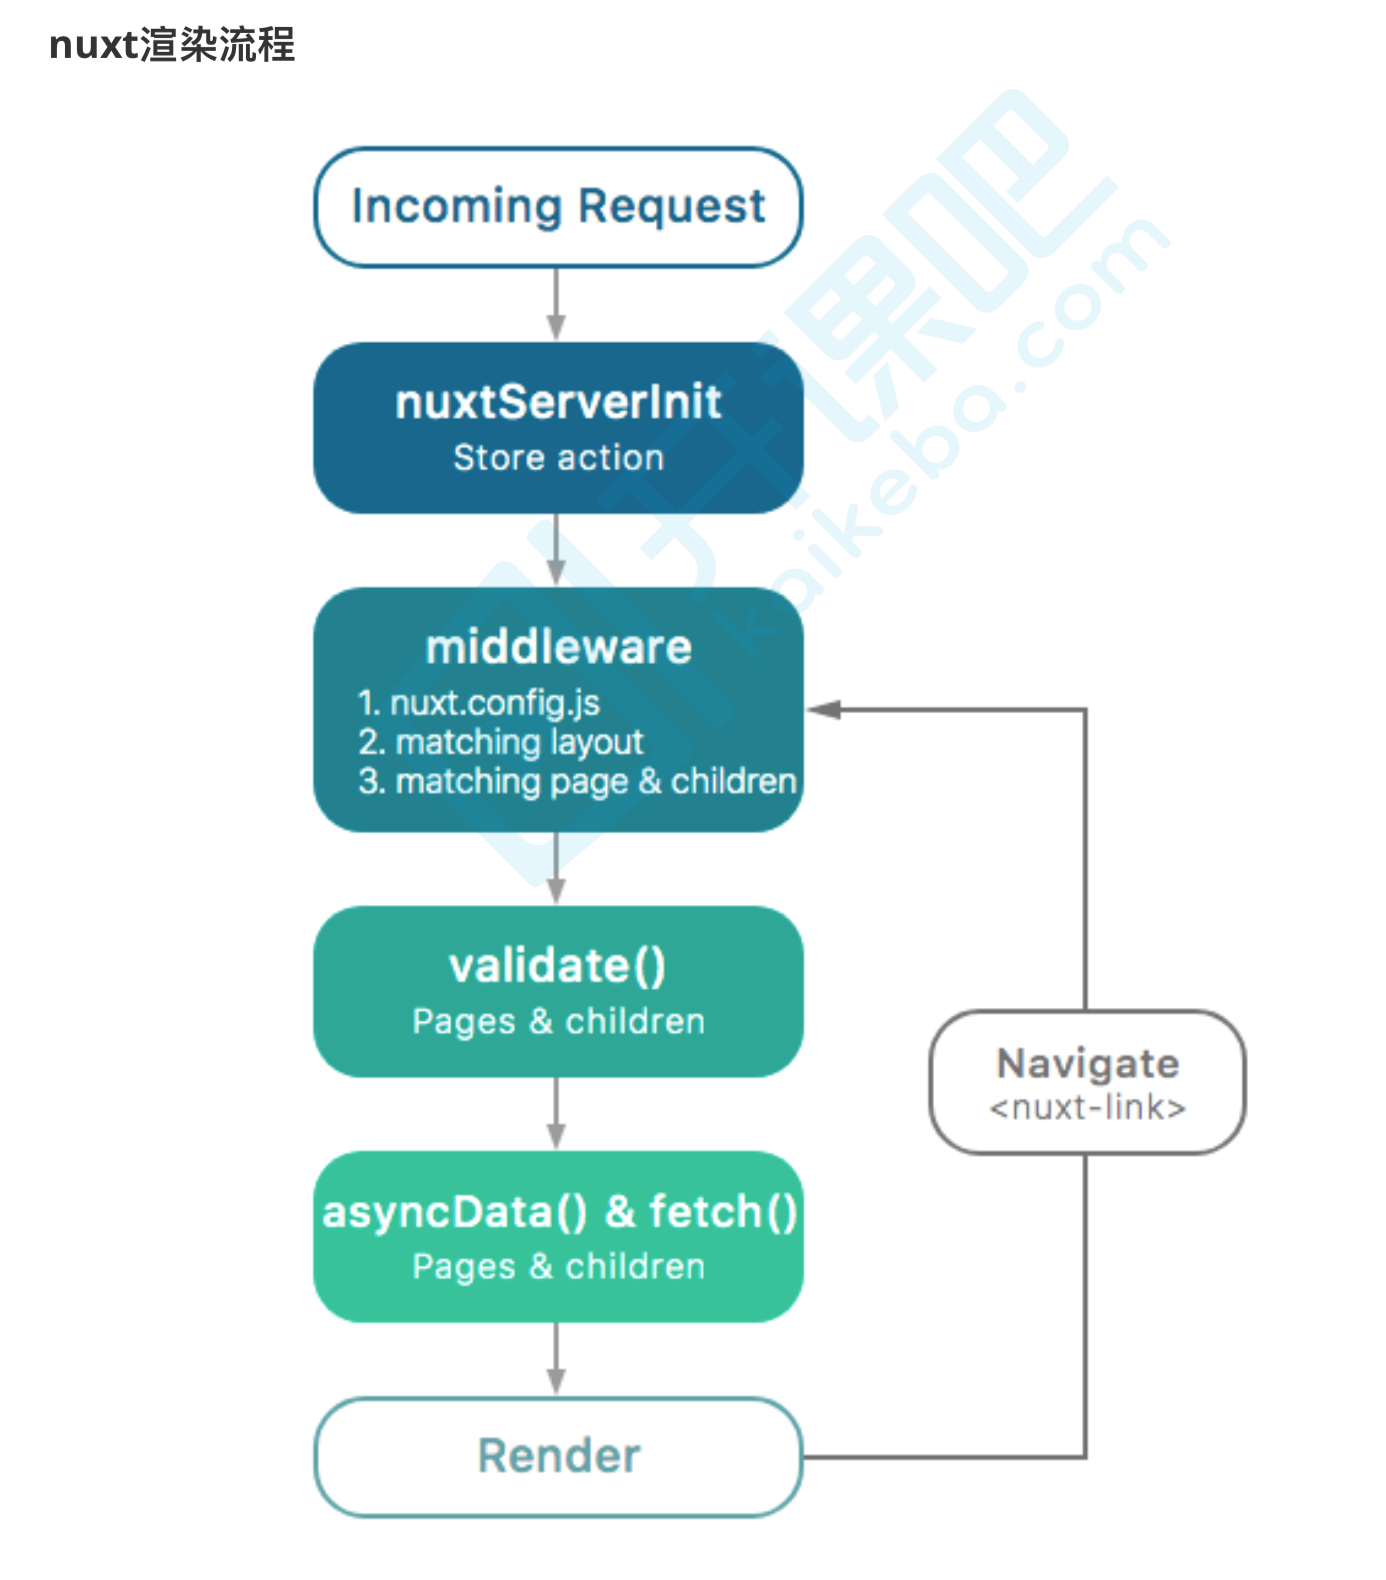 nuxt渲染流程
Incoming Request
nuxtServerInit
Store action
middleware
1. nuxt.config.js
2. matching layout
3. matching page & children
validate()
Pages & children
Navigate
<nuxt-link>
asyncData() & fetch()
Pages & children
Render
开课吧
kaikeba.com